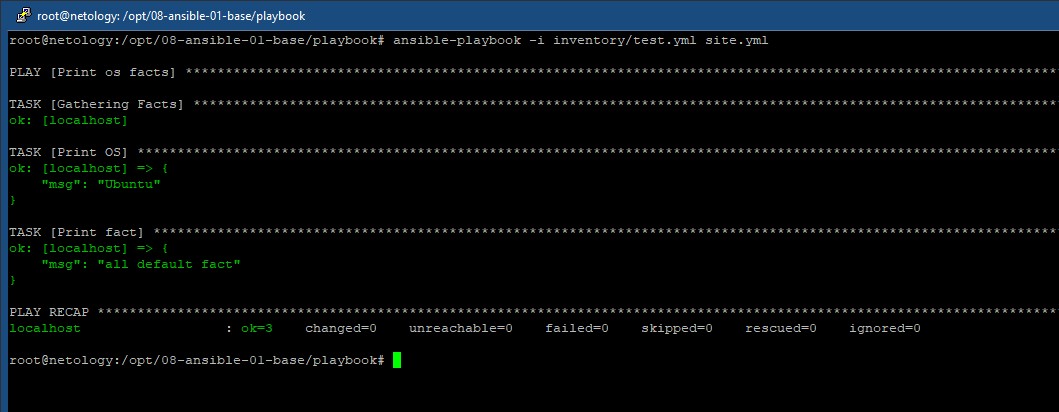 root@netology: /opt/08-ansible-01-base/playbook
root@netology:/opt/08-ansible-01-base/playbook# ansible-playbook -i inventory/test.yml site.yml
PLAY [Print os facts] *************************************************************************************************************
TASK [Gathering Facts] ************************************************************************************************************
ok: [localhost]
TASK [Print OS] *******************************************************************************************************************
ok: [localhost] => {
    "msg": "Ubuntu"
}
TASK [Print fact] *****************************************************************************************************************
ok: [localhost] => {
    "msg": "all default fact"
}
PLAY RECAP ************************************************************************************************************************
localhost                  : ok=3    changed=0    unreachable=0    failed=0    skipped=0    rescued=0    ignored=0
root@netology:/opt/08-ansible-01-base/playbook#